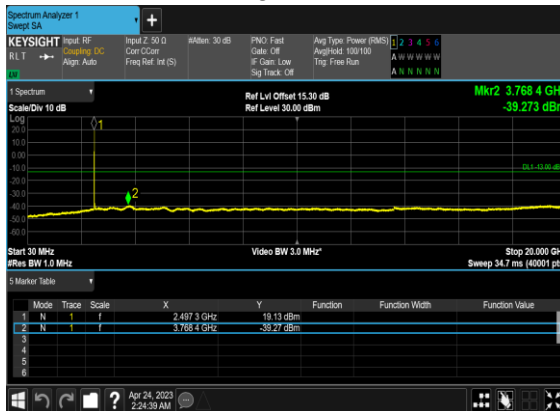 Spectrum Analyzer 1
Swept SA
KEYSIGHT Input: RF Input Z: 50 Ω #Atten: 30 dB PNO: Fast Avg Type: Power (RMS) 1 2 3 4 5 6
RLT Coupling: DC Corr CCorr Gate: Off Avg|Hold: 100/100 A W W W W W
Align: Auto Freq Ref: Int (S) IF Gain: Low Trig: Free Run
Sig Track: Off A N N N N N
1 Spectrum
Scale/Div 10 dB
Ref Lvl Offset 15.30 dB
Ref Level 30.00 dBm
Mkr2 3.768 4 GH
-39.273 dB
Log
20.0
10.0
0.00
-10.0
-20.0
-30.0
-40.0
-50.0
-60.0
1
2
DL1 -13.00 dB
Start 30 MHz Video BW 3.0 MHz* Stop 20.000 GH
#Res BW 1.0 MHz Sweep 34.7 ms (40001 pt
5 Marker Table
Mode Trace Scale X Y Function Function Width Function Value
1 N 1 f 2.497 3 GHz 19.13 dBm
2 N 1 f 3.768 4 GHz -39.27 dBm
3
4
5
6
Apr 24, 2023
2:24:39 AM